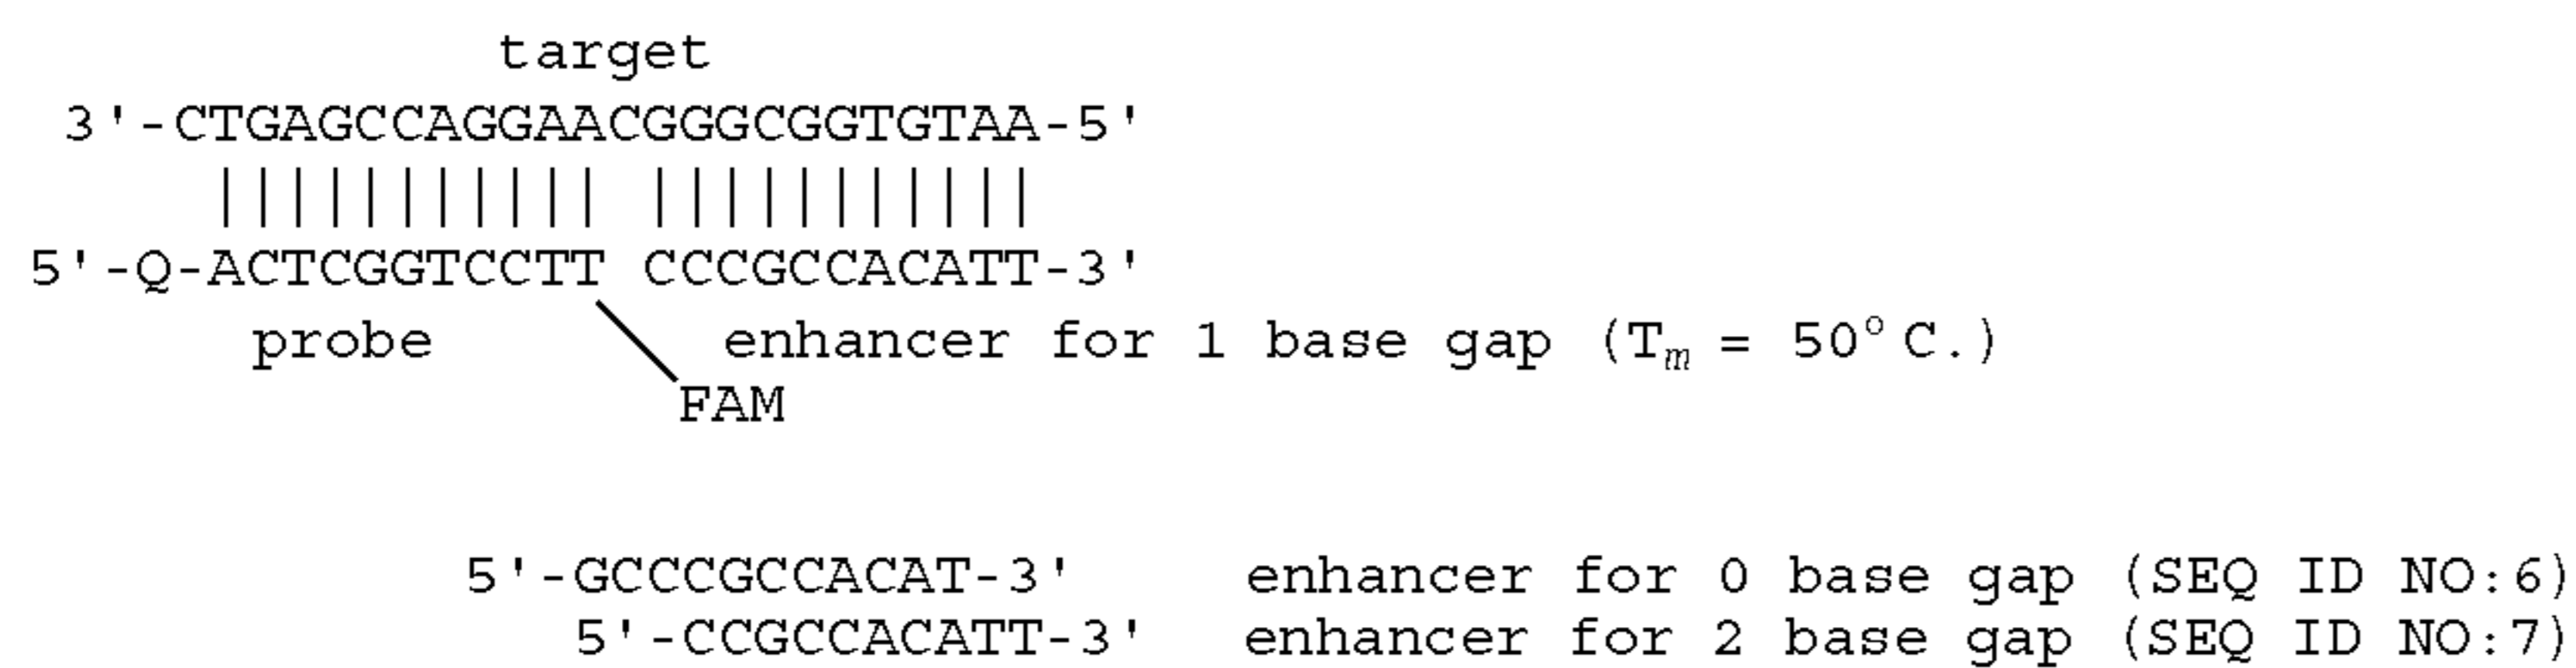 target
3'-CTGAGCCAGGAACGGGCGGTGTAA-5'
5'-Q-ACTCGGTCCTT CCCGCCACATT-3'
probe enhancer for 1 base gap (Tm = 50° C.)
FAM
5'-GCCCGCCACAT-3' enhancer for 0 base gap (SEQ ID NO:6)
5'-CCGCCACATT-3' enhancer for 2 base gap (SEQ ID NO:7)